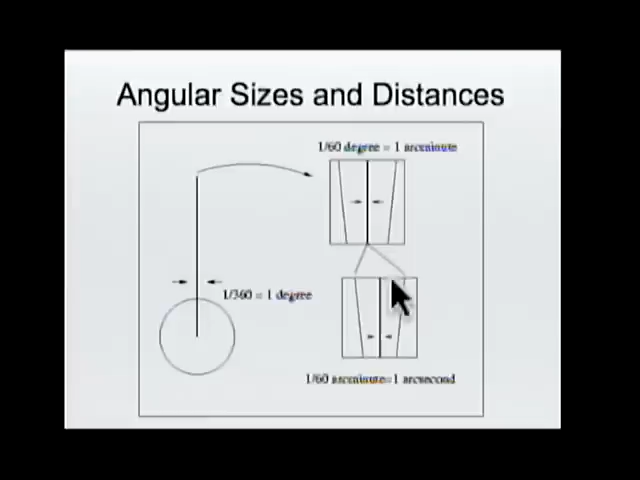 Angular Sizes and Distances
1/60 degree = 1 arcminute
1/360 = 1 degree
1/60 arcminute=1 arcsecond